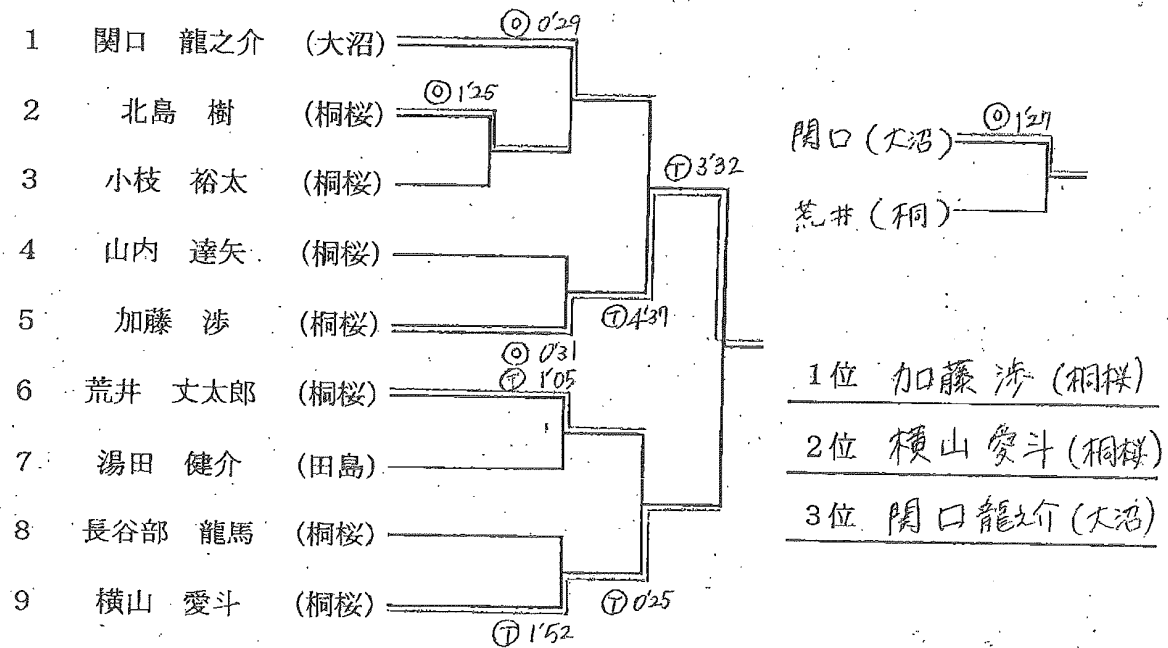 1 関口 龍之介 (大沼) Ⓞ 0'29
2 北島 樹 (桐桜) Ⓞ 1'25
3 小枝 裕太 (桐桜)
4 山内 達矢 (桐桜)
5 加藤 渉 (桐桜) Ⓞ 0'31
6 荒井 丈太郎 (桐桜) Ⓣ 1'05
7 湯田 健介 (田島)
8 長谷部 龍馬 (桐桜)
9 横山 愛斗 (桐桜) Ⓣ 1'52
Ⓣ 4'37
Ⓣ 0'25
Ⓣ 3'32
関口 (大沼) Ⓞ 1'27
荒井 (桐)
1位 加藤 渉 (桐桜)
2位 横山 愛斗 (桐桜)
3位 関口龍之介 (大沼)